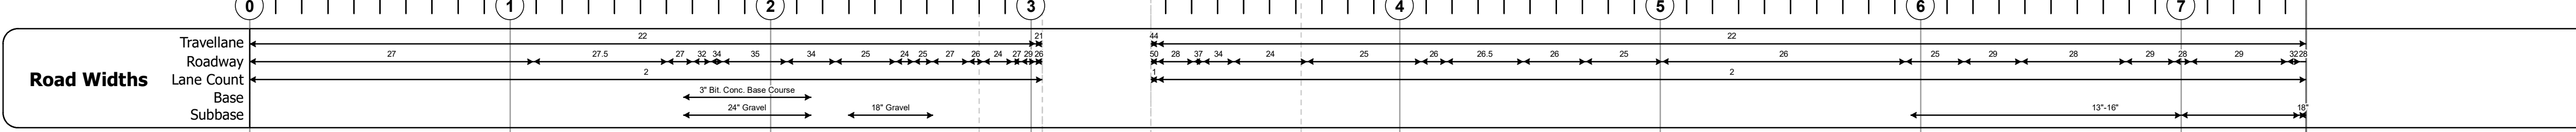 0 1 2 3 4 5 6 7
Road Widths
Travellane 22 21 44 22
Roadway 27 27.5 27 32 34 35 34 25 24 25 27 26 24 27 29 26 50 28 37 34 24 25 26 26.5 26 25 26 25 29 28 29 28 29 32 28
Lane Count 2 1 2
Base 3" Bit. Conc. Base Course
Subbase 24" Gravel 18" Gravel 13"-16" 18"